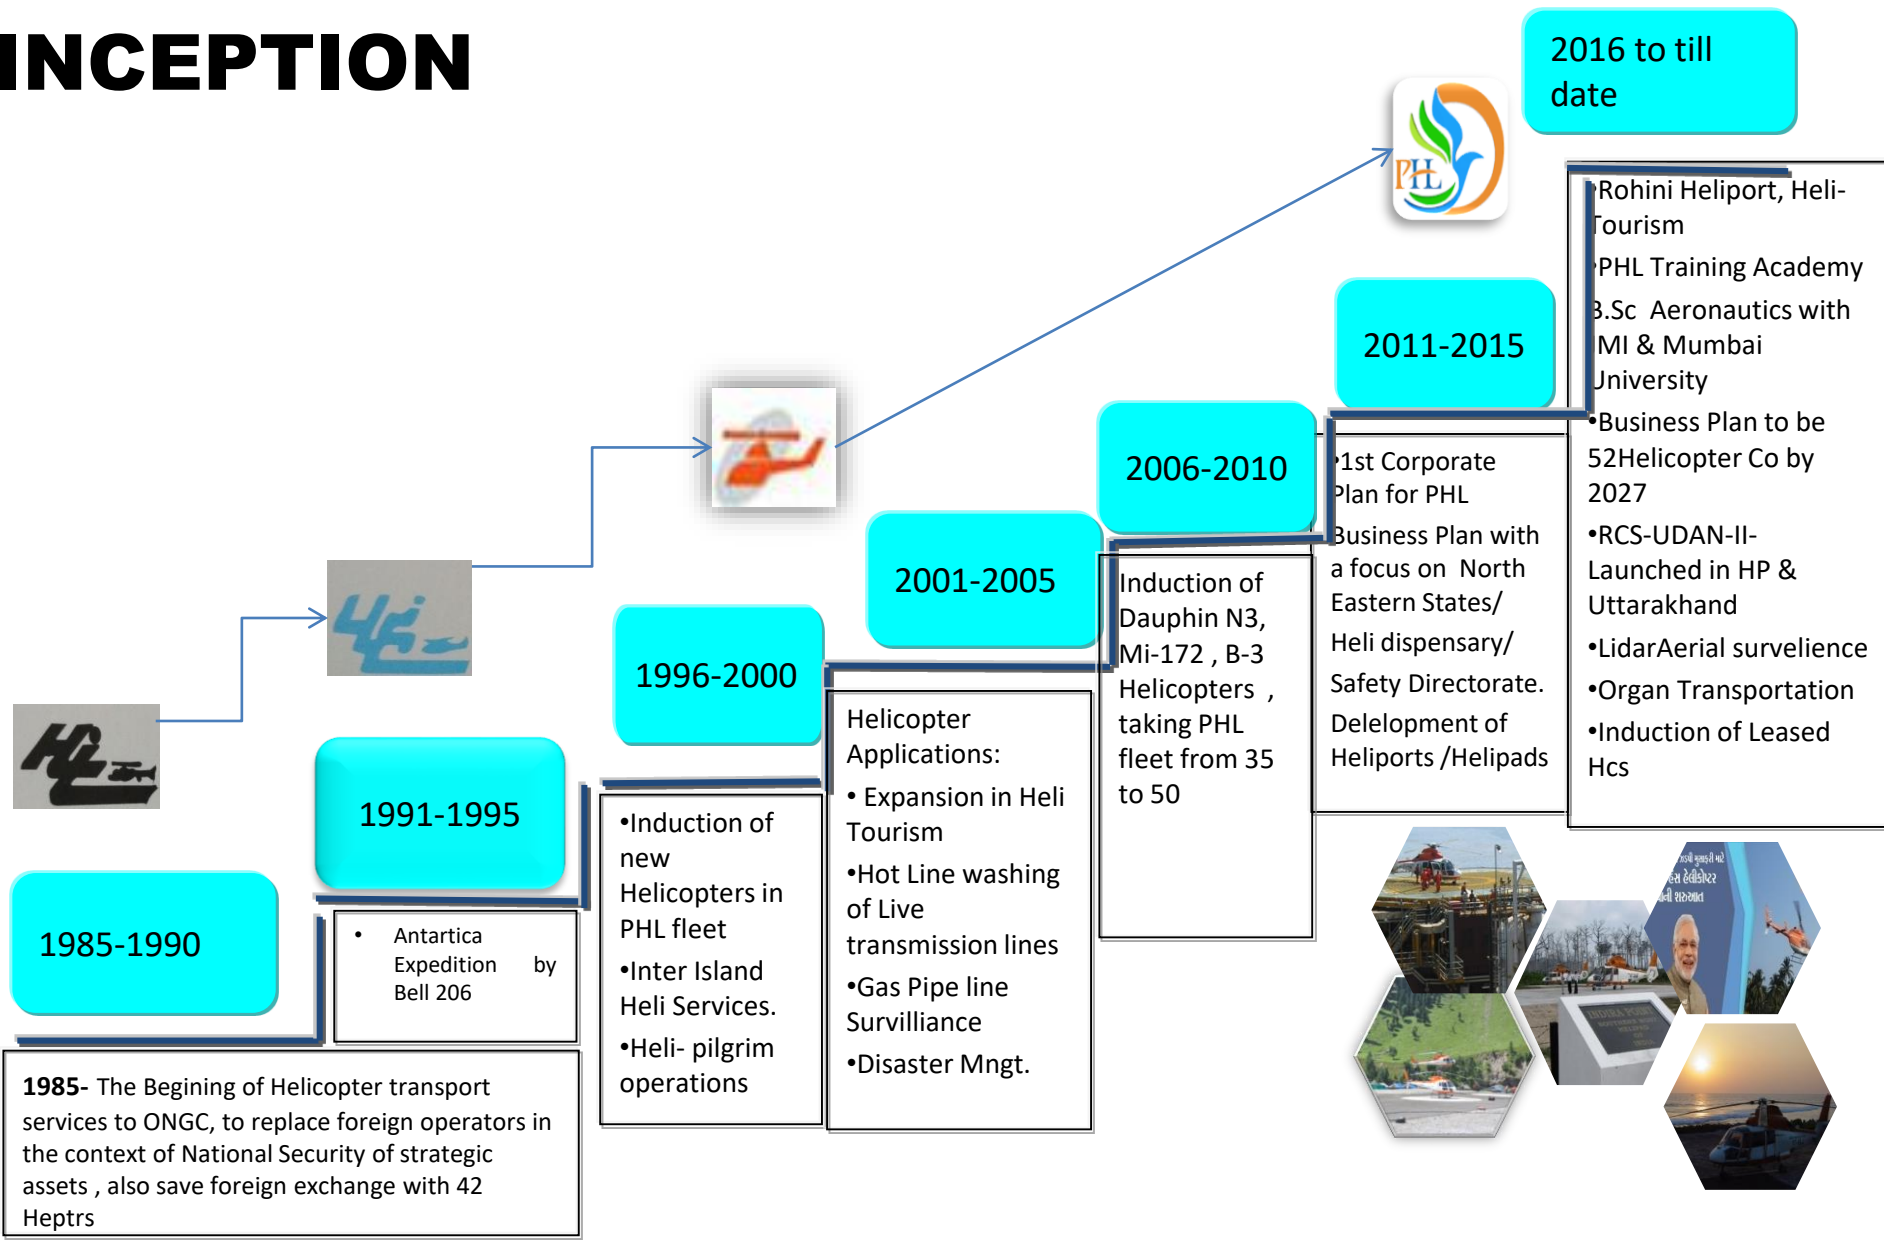 INCEPTION
2016 to till
date
PHL
•Rohini Heliport, Heli-
Tourism
•PHL Training Academy
B.Sc Aeronautics with
MI & Mumbai
University
•Business Plan to be
52Helicopter Co by
2027
•RCS-UDAN-II-
Launched in HP &
Uttarakhand
•LidarAerial survelience
•Organ Transportation
•Induction of Leased
Hcs
2011-2015
•1st Corporate
Plan for PHL
Business Plan with
a focus on North
Eastern States/
Heli dispensary/
Safety Directorate.
Delelopment of
Heliports /Helipads
2006-2010
Induction of
Dauphin N3,
Mi-172 , B-3
Helicopters ,
taking PHL
fleet from 35
to 50
2001-2005
Helicopter
Applications:
• Expansion in Heli
Tourism
•Hot Line washing
of Live
transmission lines
•Gas Pipe line
Survilliance
•Disaster Mngt.
1996-2000
•Induction of
new
Helicopters in
PHL fleet
•Inter Island
Heli Services.
•Heli- pilgrim
operations
1991-1995
• Antartica
Expedition by
Bell 206
1985-1990
1985- The Begining of Helicopter transport
services to ONGC, to replace foreign operators in
the context of National Security of strategic
assets , also save foreign exchange with 42
Heptrs
મુસાફરી માટે
હેલીકોપ્ટર
ની શરુઆત
INDIRA POINT